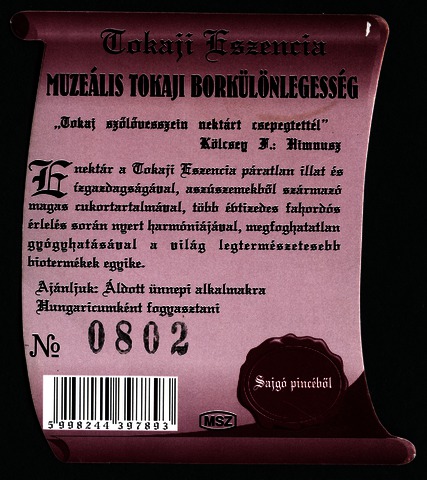 Tokaji Eszencia
MUZEÁLIS TOKAJI BORKÜLÖNLEGESSÉG
„Tokaj szőlővesszein nektárt csepegtettél"
Kölcsey F.: Himnusz
E nektár a Tokaji Eszencia páratlan illat és
ízgazdagságával, aszúszemekből származó
magas cukortartalmával, több évtizedes fahordós
érlelés során nyert harmóniájával, megfoghatatlan
gyógyhatásával a világ legtermészetesebb
biotermékek egyike.
Ajánljuk: Áldott ünnepi alkalmakra
Hungaricumként fogyasztani
№ 0802
Sajgó pincéből
5 998244 397893
MSZ